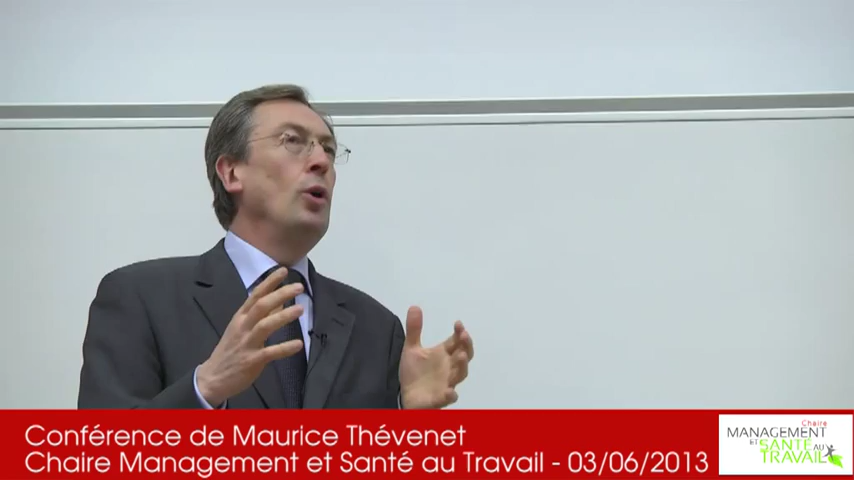 Conférence de Maurice Thévenet
Chaire Management et Santé au Travail - 03/06/2013
Chaire
MANAGEMENT
ET SANTÉ AU
TRAVAIL